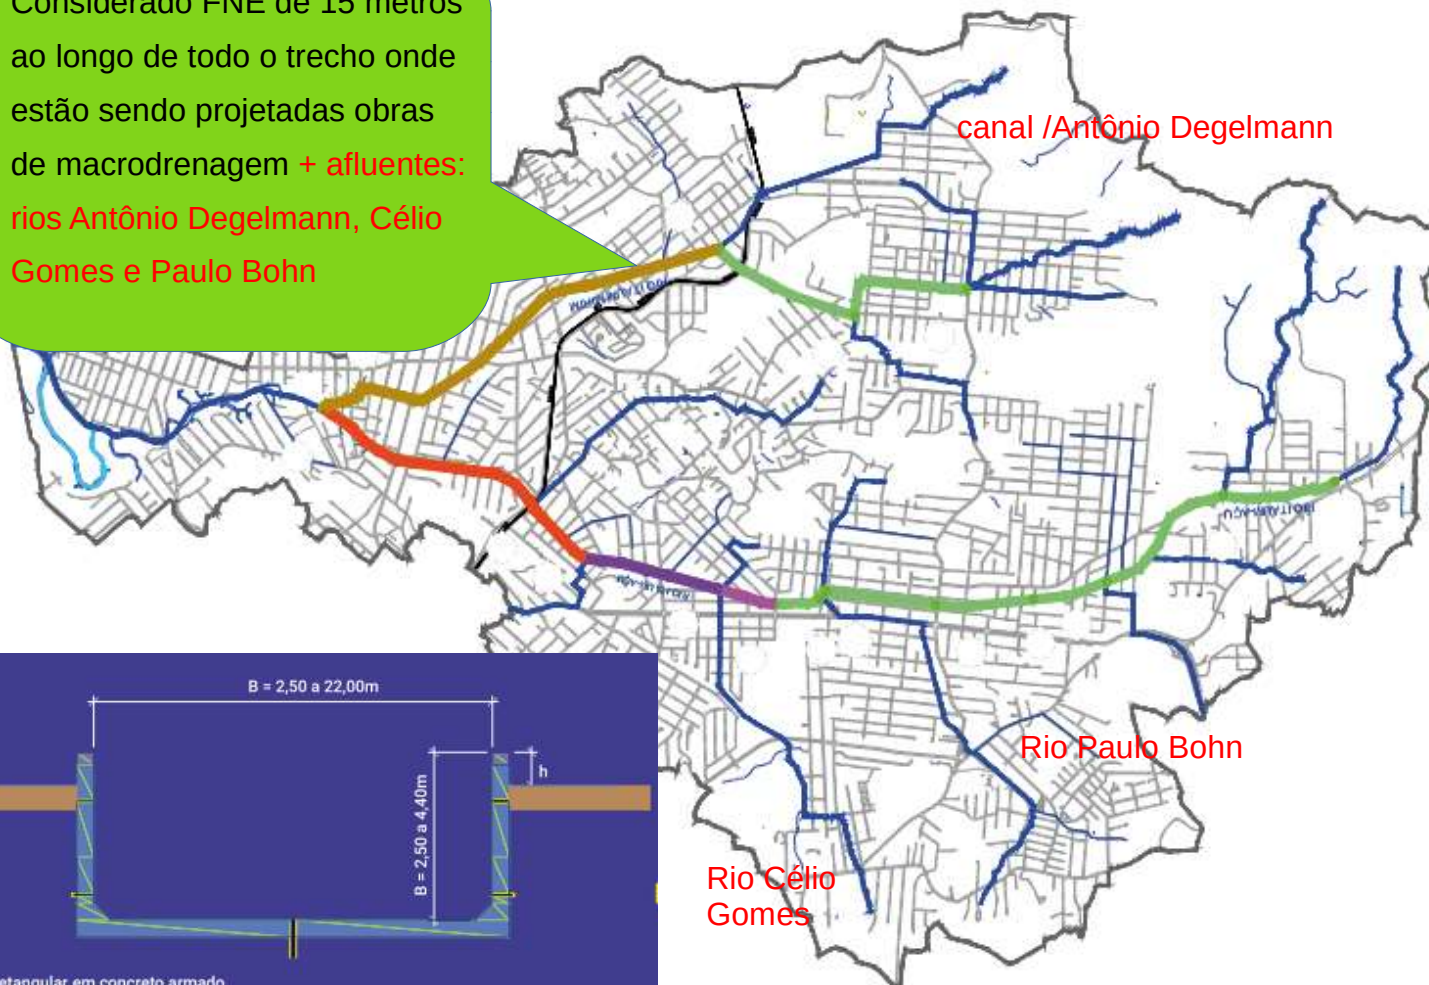 Considerado FNE de 15 metros
ao longo de todo o trecho onde
estão sendo projetadas obras
de macrodrenagem + afluentes:
rios Antônio Degelmann, Célio
Gomes e Paulo Bohn
canal /Antônio Degelmann
Rio Paulo Bohn
Rio Célio
Gomes
B = 2,50 a 22,00m
h
B = 2,50 a 4,40m
etangular em concreto armado